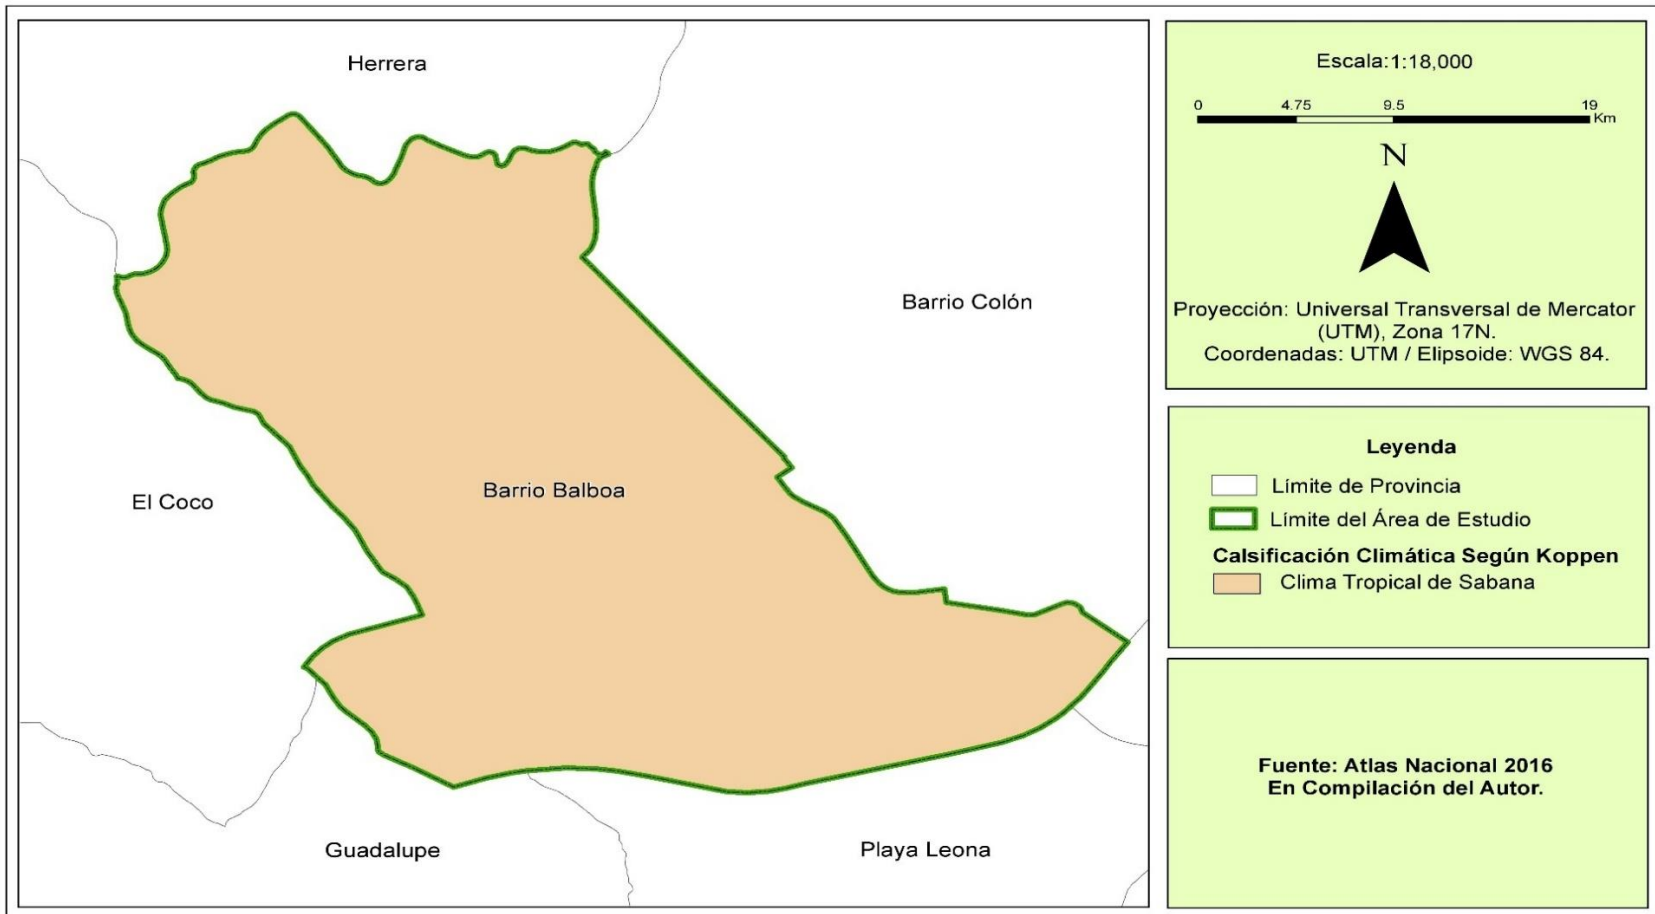 Herrera
Barrio Colón
El Coco
Barrio Balboa
Guadalupe
Playa Leona
Escala:1:18,000
0 4.75 9.5 19
Km
N
Proyección: Universal Transversal de Mercator
(UTM), Zona 17N.
Coordenadas: UTM / Elipsoide: WGS 84.
Leyenda
Límite de Provincia
Límite del Área de Estudio
Calsificación Climática Según Koppen
Clima Tropical de Sabana
Fuente: Atlas Nacional 2016
En Compilación del Autor.